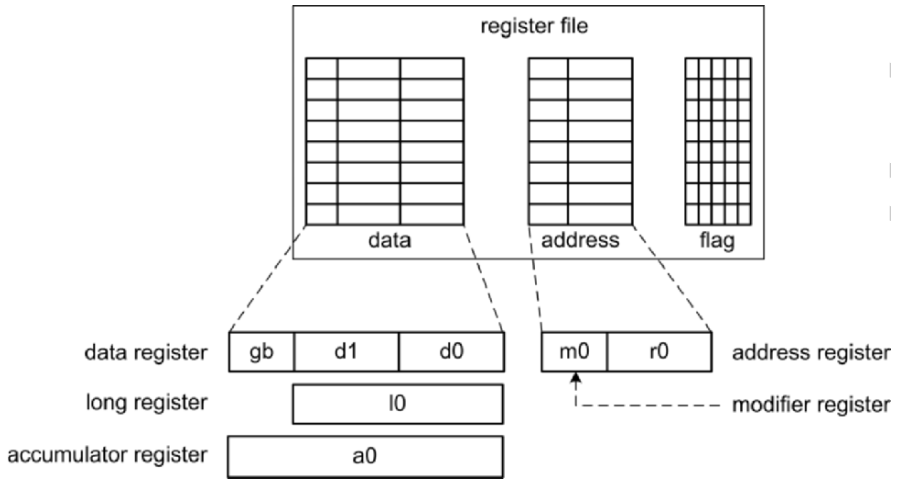 register file
data address flag
data register gb d1 d0 m0 r0 address register
long register l0 modifier register
accumulator register a0